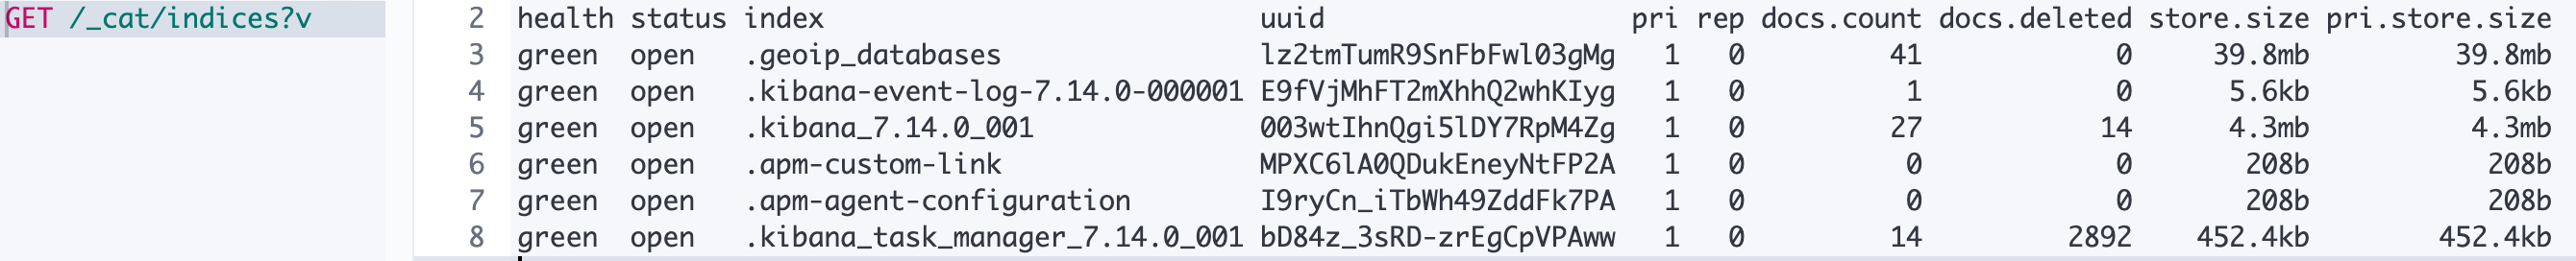 GET /_cat/indices?v
2 health status index uuid pri rep docs.count docs.deleted store.size pri.store.size
3 green open .geoip_databases lz2tmTumR9SnFbFwl03gMg 1 0 41 0 39.8mb 39.8mb
4 green open .kibana-event-log-7.14.0-000001 E9fVjMhFT2mXhhQ2whKIyg 1 0 1 0 5.6kb 5.6kb
5 green open .kibana_7.14.0_001 003wtIhnQgi5lDY7RpM4Zg 1 0 27 14 4.3mb 4.3mb
6 green open .apm-custom-link MPXC6lA0QDukEneyNtFP2A 1 0 0 0 208b 208b
7 green open .apm-agent-configuration I9ryCn_iTbWh49ZddFk7PA 1 0 0 0 208b 208b
8 green open .kibana_task_manager_7.14.0_001 bD84z_3sRD-zrEgCpVPAww 1 0 14 2892 452.4kb 452.4kb